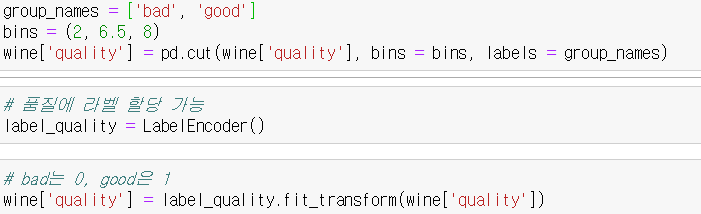 group_names = ['bad', 'good']
bins = (2, 6.5, 8)
wine['quality'] = pd.cut(wine['quality'], bins = bins, labels = group_names)
# 품질에 라벨 할당 가능
label_quality = LabelEncoder()
# bad는 0, good은 1
wine['quality'] = label_quality.fit_transform(wine['quality'])